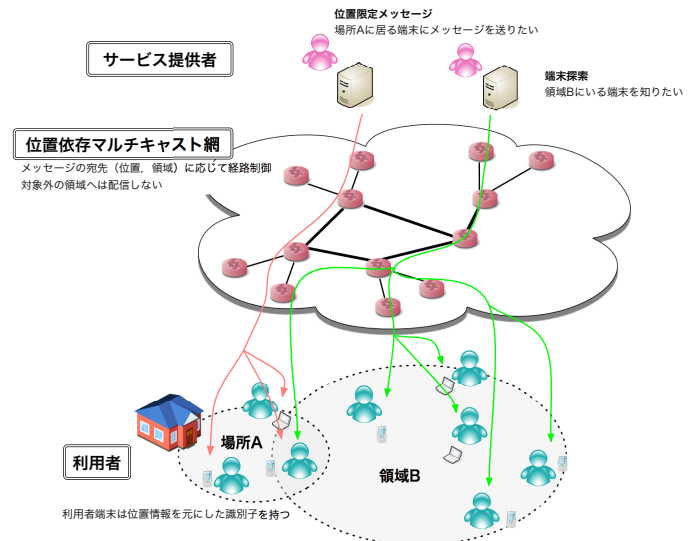 位置限定メッセージ
場所Aに居る端末にメッセージを送りたい
サービス提供者
端末探索
領域Bにいる端末を知りたい
位置依存マルチキャスト網
メッセージの宛先（位置，領域）に応じて経路制御
対象外の領域へは配信しない
場所A
利用者
領域B
利用者端末は位置情報を元にした識別子を持つ